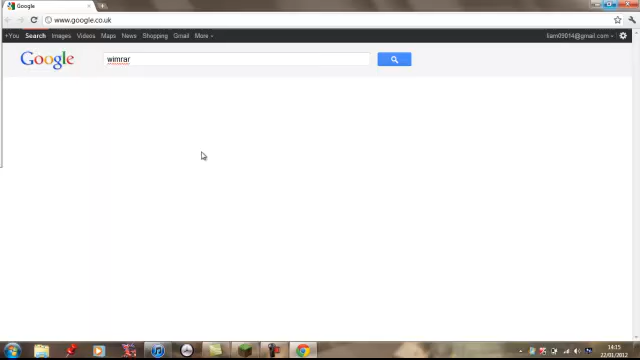 Google
www.google.co.uk
+You Search Images Videos Maps News Shopping Gmail More
liam09014@gmail.com
Google
wimrar
14:15
22/01/2012